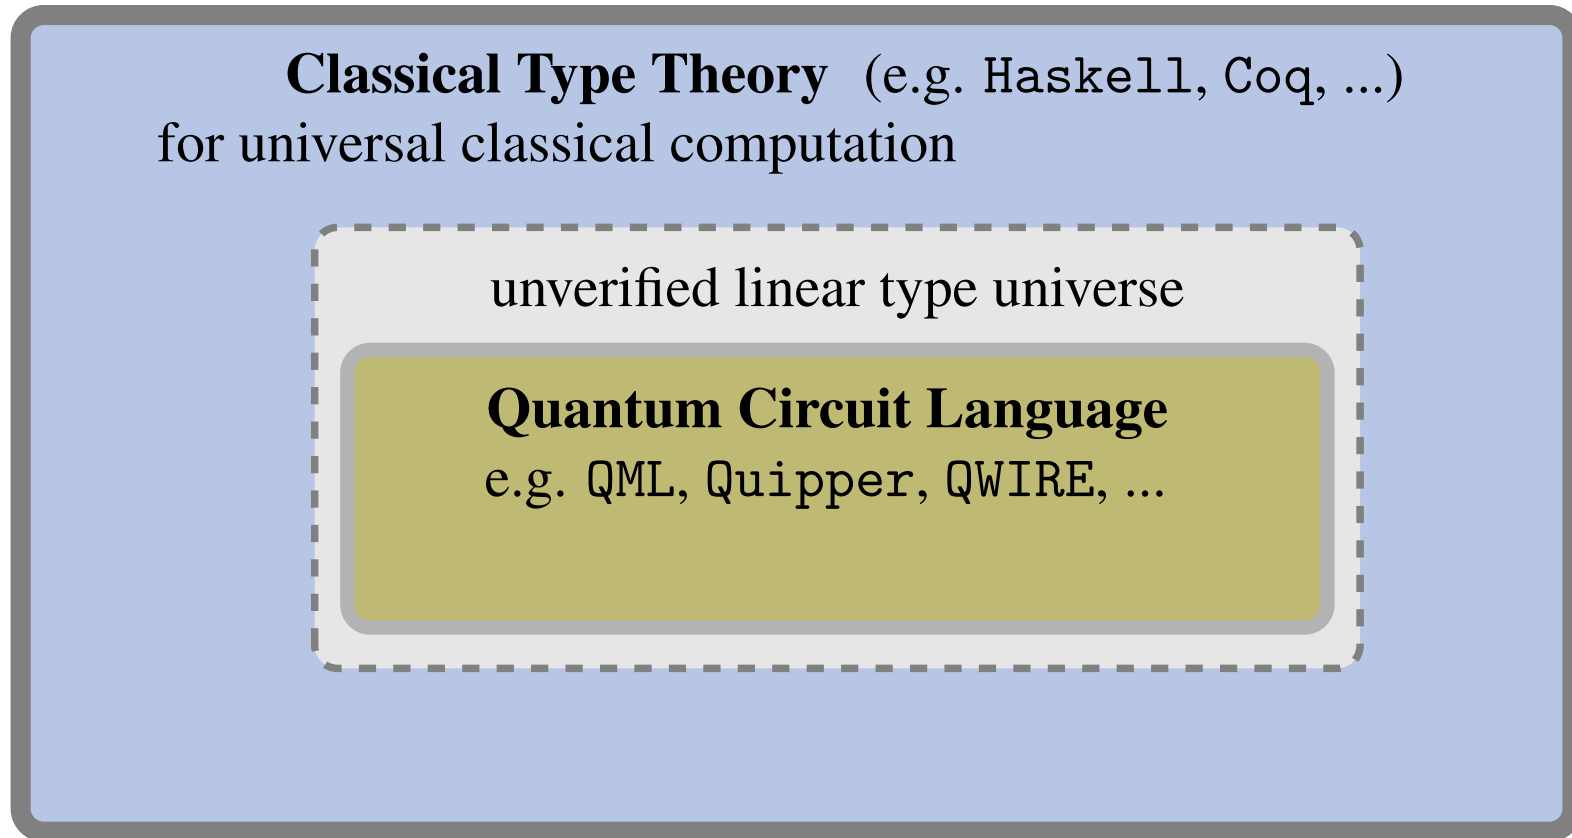 Classical Type Theory (e.g. Haskell, Coq, ...)
for universal classical computation
unverified linear type universe
Quantum Circuit Language
e.g. QML, Quipper, QWIRE, ...